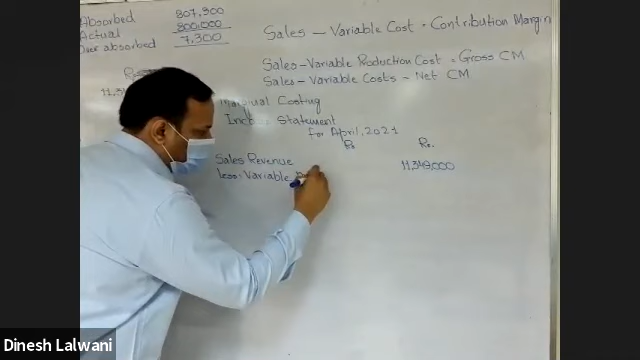 Absorbed 807,300
Actual 800,000
Over absorbed 7,300
Sales - Variable Cost = Contribution Margin
Sales - Variable Production Cost = Gross CM
Sales - Variable Costs = Net CM
Marginal Costing
Statement
for April, 2021
Rs Rs.
Sales Revenue 11,349,000
less: Variable
Dinesh Lalwani